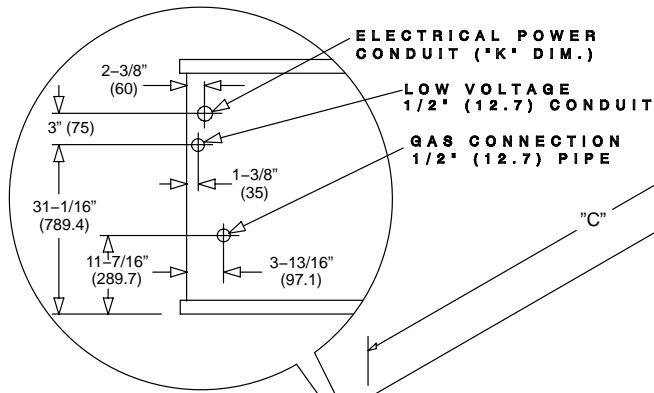 ELECTRICAL POWER
CONDUIT ("K" DIM.)
2–3/8”
(60)
LOW VOLTAGE
1/2" (12.7) CONDUIT
3” (75)
GAS CONNECTION
1/2" (12.7) PIPE
1–3/8”
(35)
31–1/16”
(789.4)
”C”
11–7/16”
(289.7)
3–13/16”
(97.1)